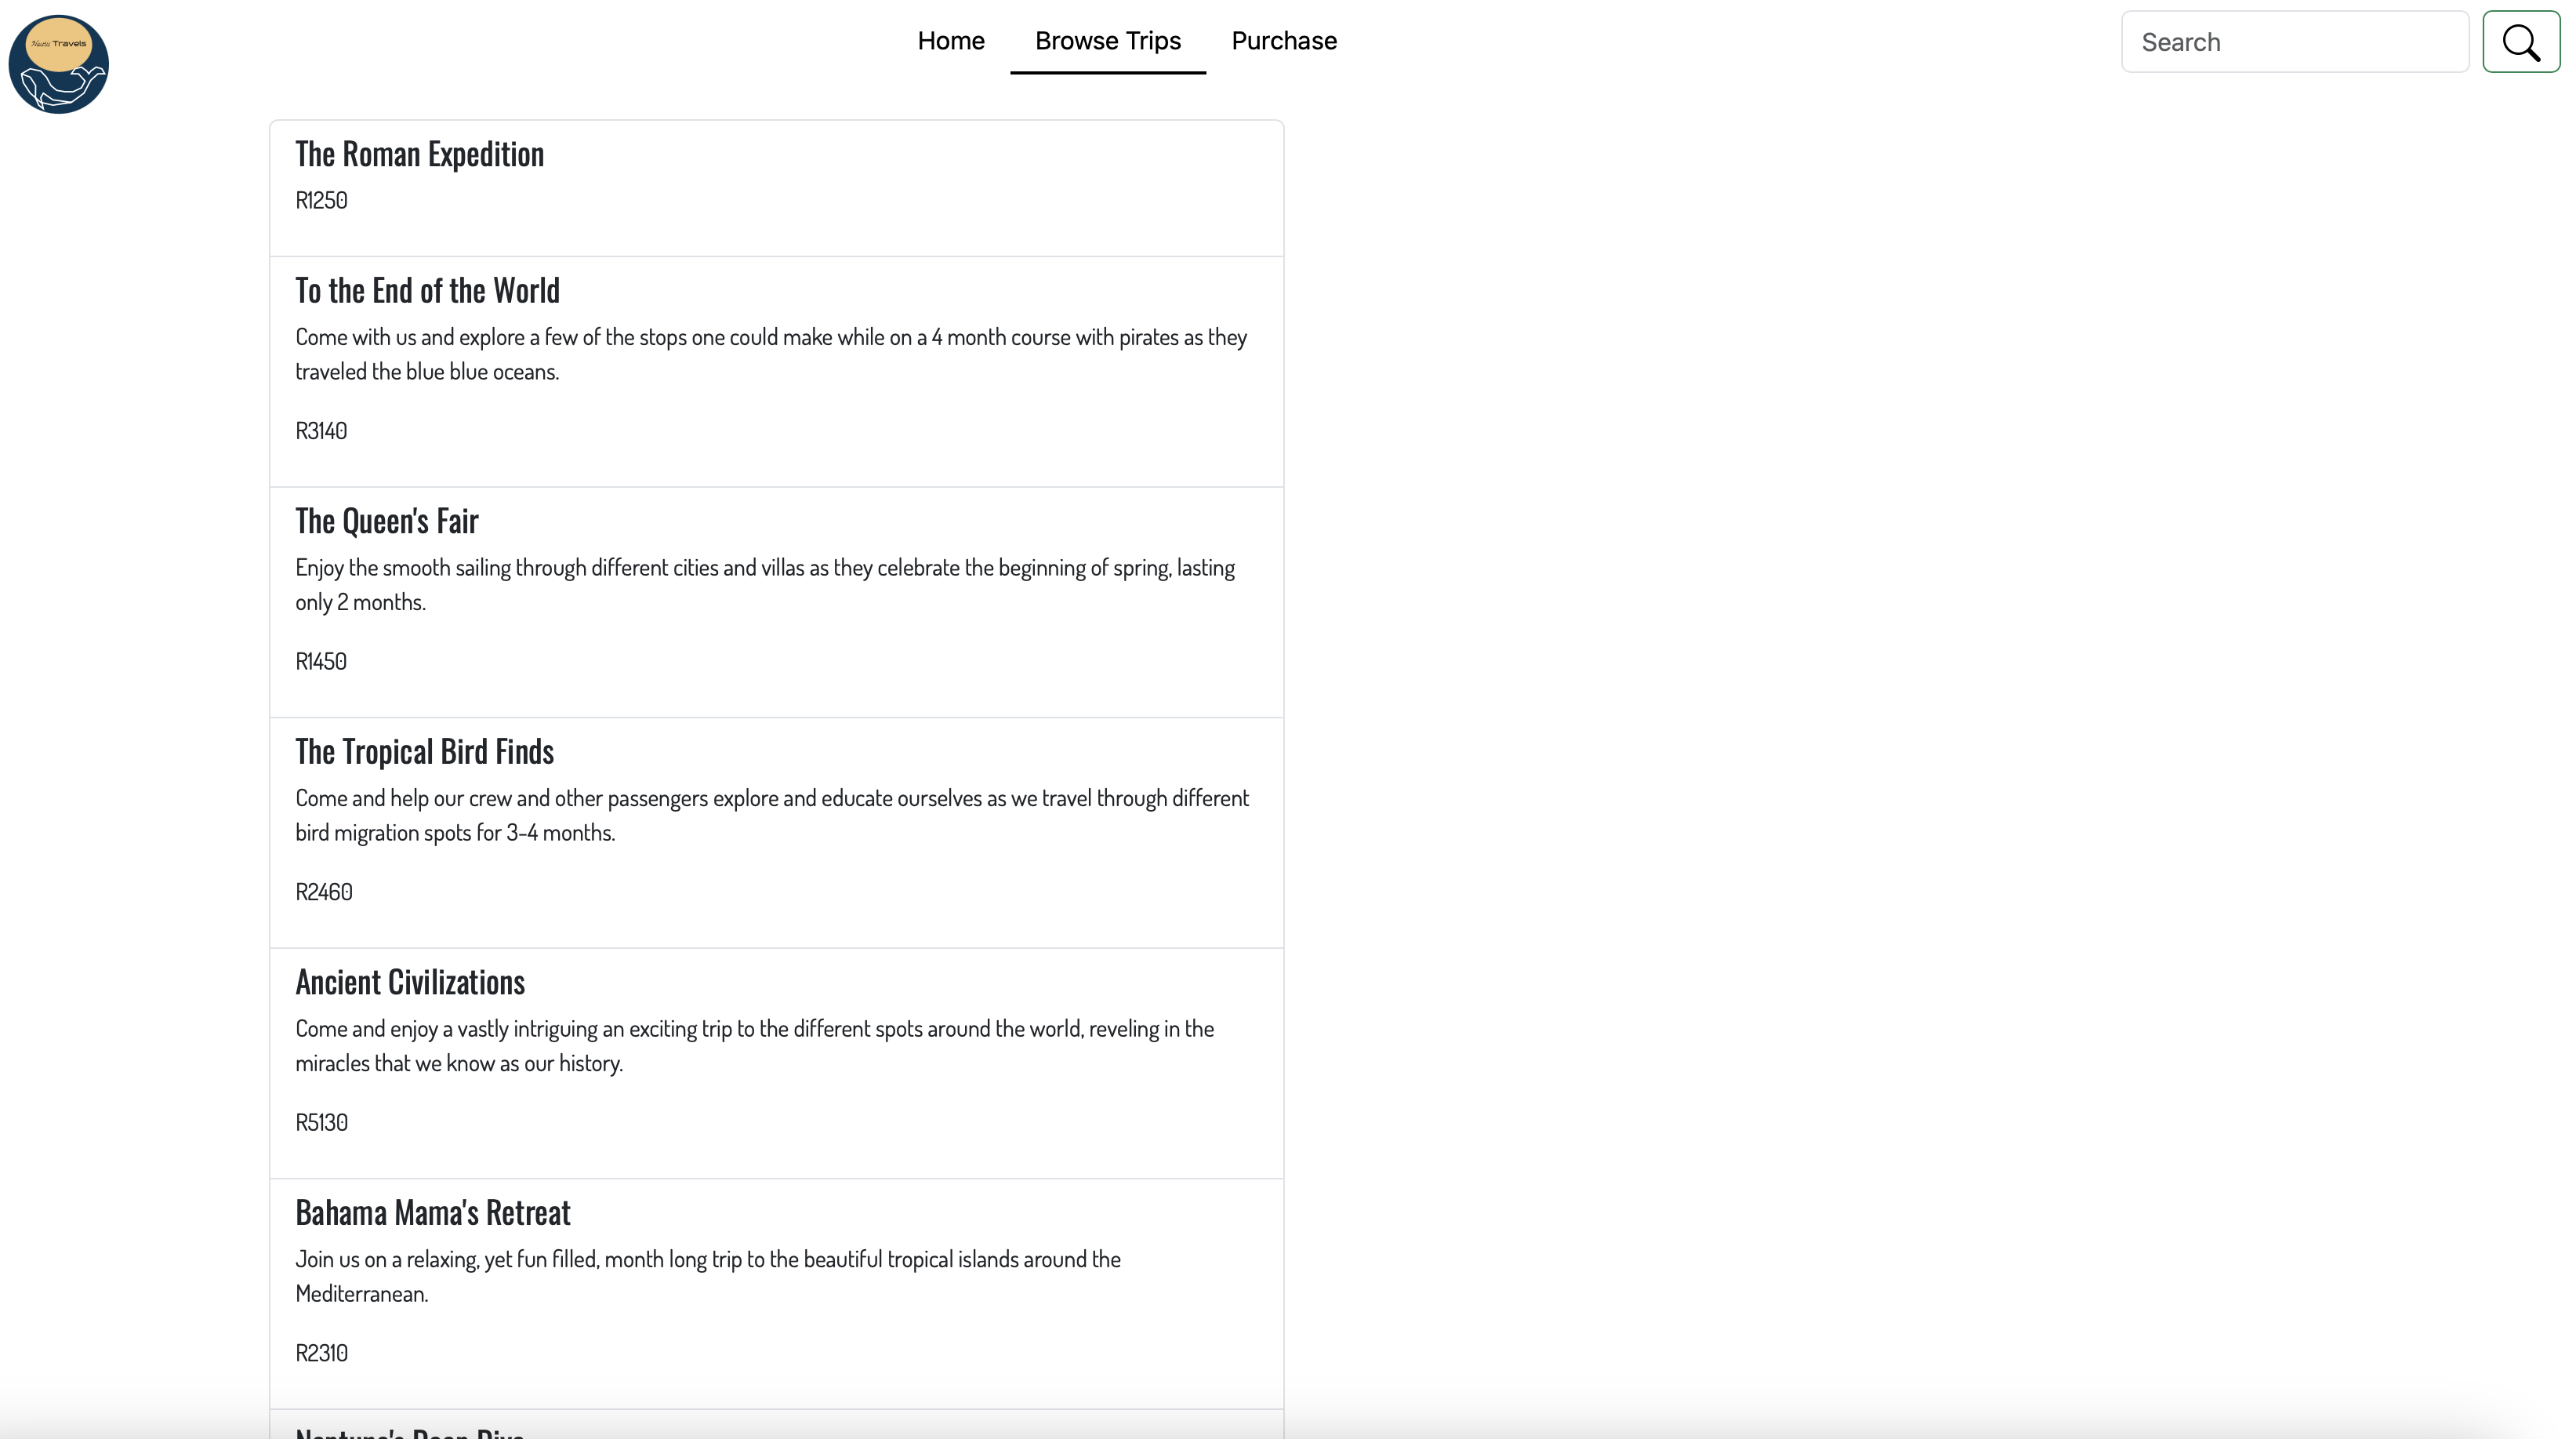 Nautic Travels
Home
Browse Trips
Purchase
Search
The Roman Expedition
R1250
To the End of the World
Come with us and explore a few of the stops one could make while on a 4 month course with pirates as they
traveled the blue blue oceans.
R3140
The Queen's Fair
Enjoy the smooth sailing through different cities and villas as they celebrate the beginning of spring, lasting
only 2 months.
R1450
The Tropical Bird Finds
Come and help our crew and other passengers explore and educate ourselves as we travel through different
bird migration spots for 3-4 months.
R2460
Ancient Civilizations
Come and enjoy a vastly intriguing an exciting trip to the different spots around the world, reveling in the
miracles that we know as our history.
R5130
Bahama Mama's Retreat
Join us on a relaxing, yet fun filled, month long trip to the beautiful tropical islands around the
Mediterranean.
R2310
Neptune's Deep Dive